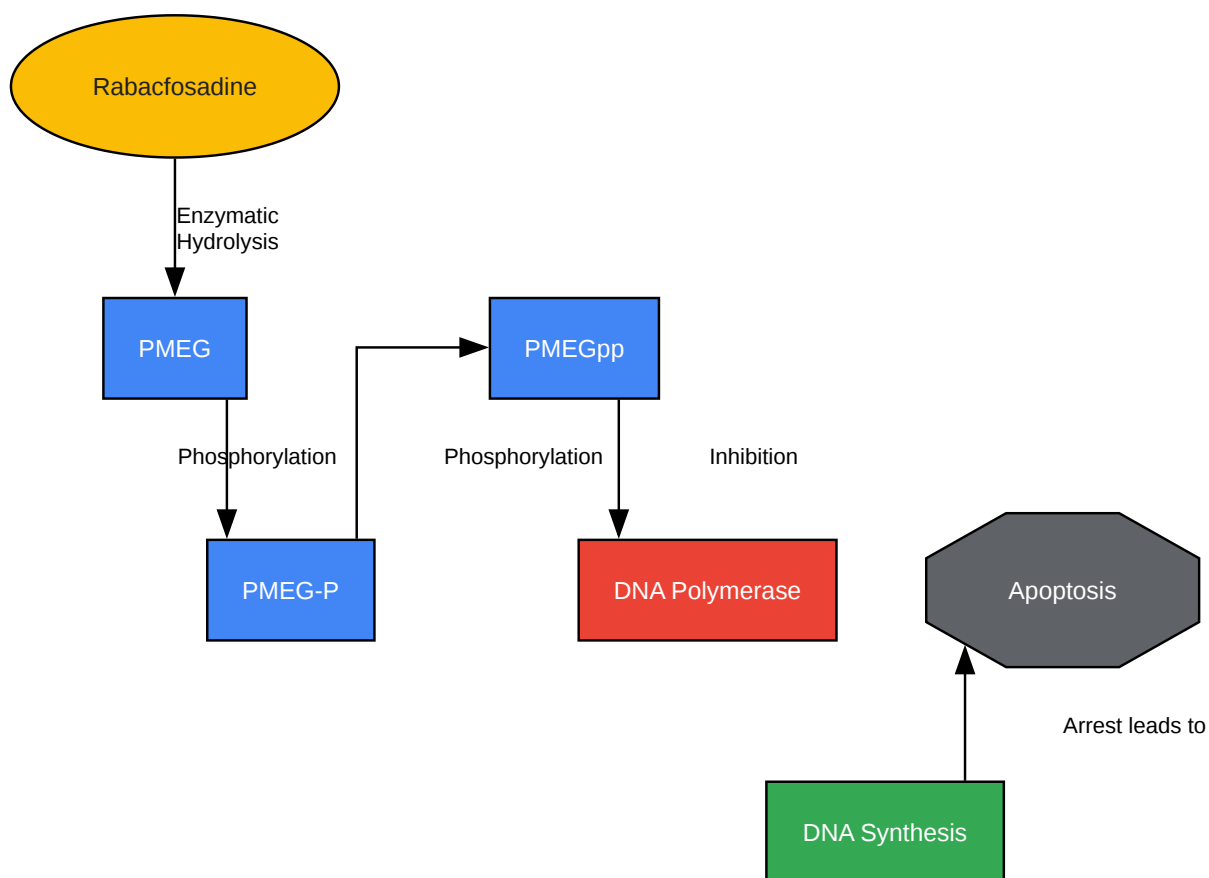 Rabacfosadine
Enzymatic
Hydrolysis
PMEG
PMEGpp
Phosphorylation
Phosphorylation
Inhibition
PMEG-P
DNA Polymerase
Apoptosis
Arrest leads to
DNA Synthesis